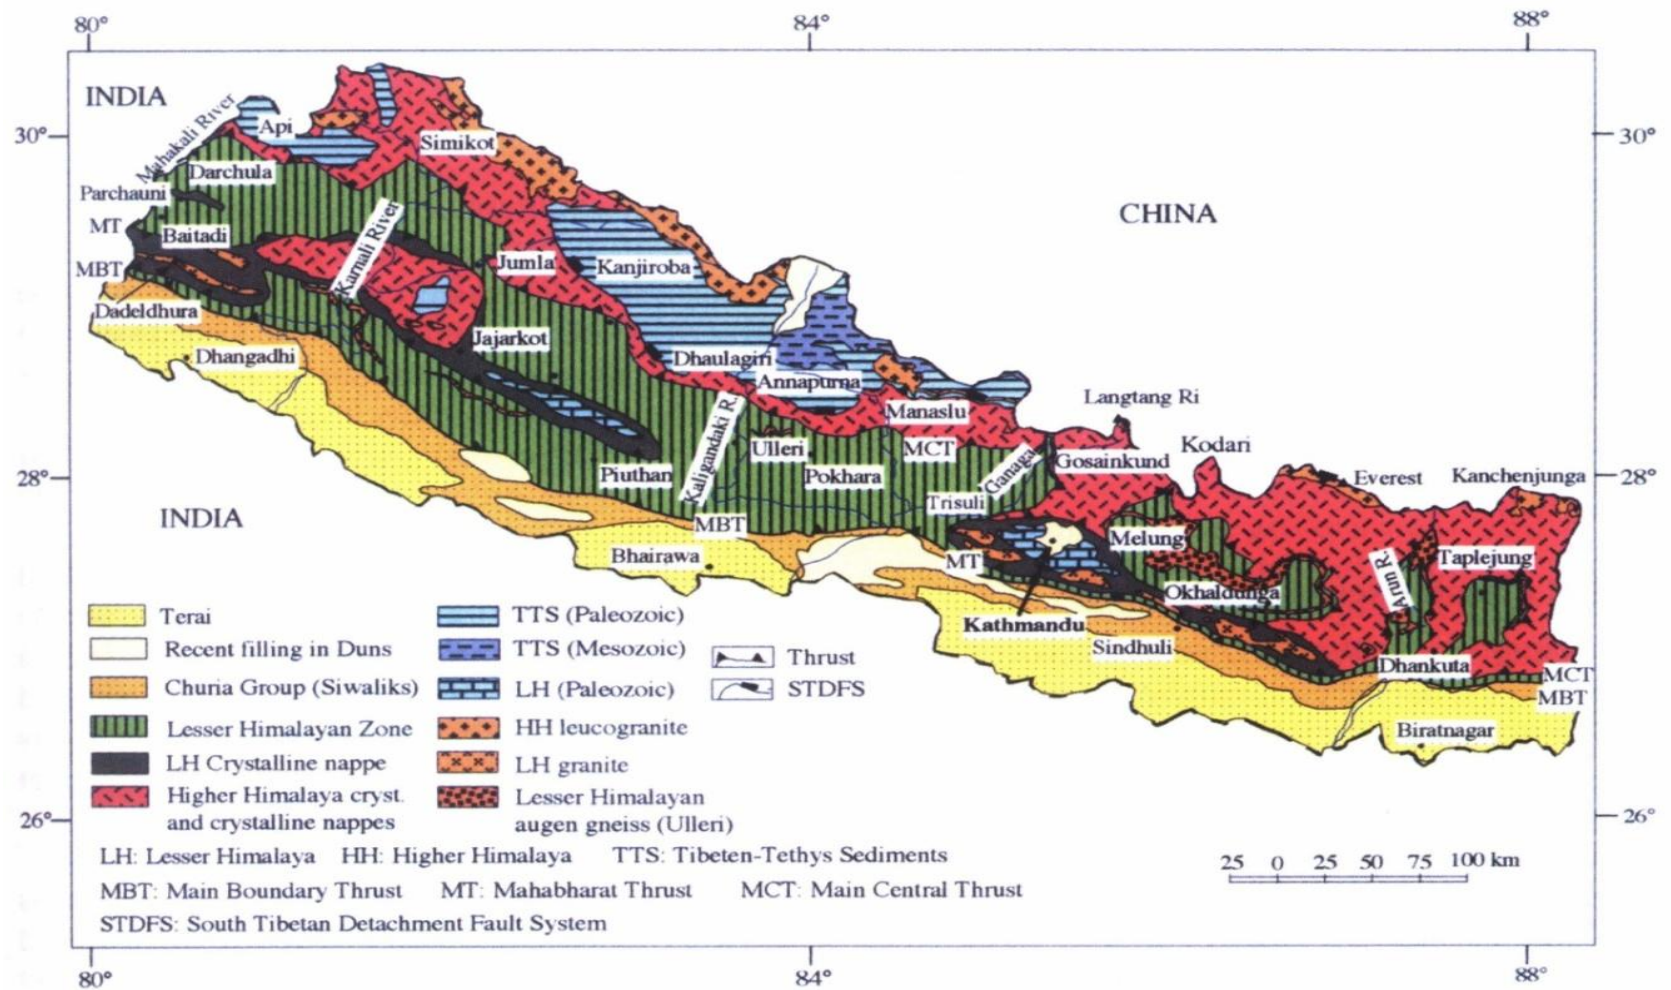 80°
84°
88°
INDIA
30°
30°
Mahakali River
Api
Simikot
Darchula
Parchauni
CHINA
MT
Baitadi
Karnali River
MBT
Jumla
Kanjiroba
Dadeldhura
Dhangadhi
Jajarkot
Dhaulagiri
Annapurna
Manaslu
Langtang Ri
Kaligandaki R.
Ulleri
MCT
Gosainkund
Kodari
28°
28°
Piuthan
Pokhara
Trisuli
Ganaga
Everest
Kanchenjunga
INDIA
MBT
Bhairawa
MT
Melung
Arun R.
Taplejung
Okhaldunga
Kathmandu
Sindhuli
Dhankuta
MCT
MBT
Biratnagar
Terai
Recent filling in Duns
Churia Group (Siwaliks)
Lesser Himalayan Zone
LH Crystalline nappe
Higher Himalaya cryst.
and crystalline nappes
TTS (Paleozoic)
TTS (Mesozoic)
LH (Paleozoic)
HH leucogranite
LH granite
Lesser Himalayan
augen gneiss (Ulleri)
Thrust
STDFS
26°
26°
LH: Lesser Himalaya HH: Higher Himalaya TTS: Tibeten-Tethys Sediments
MBT: Main Boundary Thrust MT: Mahabharat Thrust MCT: Main Central Thrust
STDFS: South Tibetan Detachment Fault System
25 0 25 50 75 100 km
80°
84°
88°